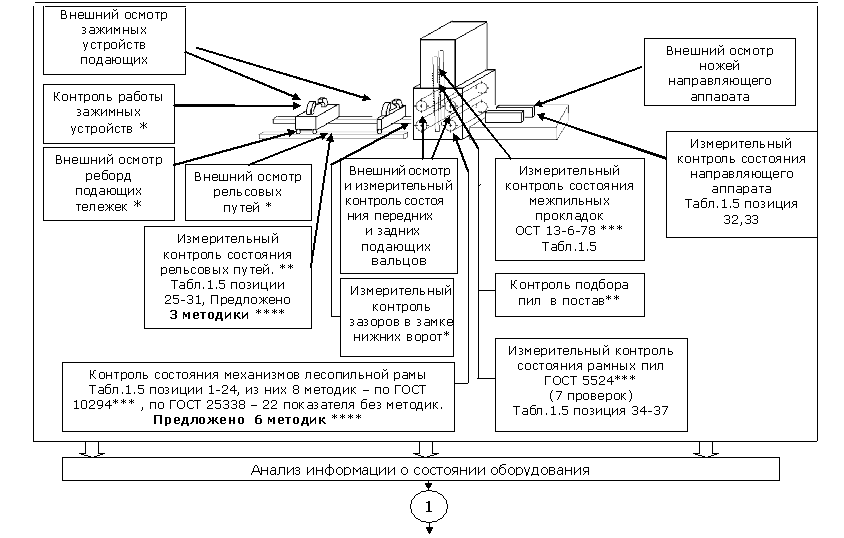 Внешний осмотр
зажимных
устройств
подающих
Контроль работы
зажимных
устройств *
Внешний осмотр
реборд
подающих
тележек *
Внешний осмотр
рельсовых
путей *
Измерительный
контроль состояния
рельсовых путей. **
Табл.1.5 позиции
25-31, Предложено
3 методики ****
Внешний осмотр
и измерительный
контроль состоя
ния передних
и задних
подающих
вальцов
Измерительный
контроль
зазоров в замке
нижних ворот*
Измерительный
контроль состояния
межпильных
прокладок
ОСТ 13-6-78 ***
Табл.1.5
Контроль подбора
пил в постав**
Измерительный контроль
состояния рамных пил
ГОСТ 5524***
(7 проверок)
Табл.1.5 позиция 34-37
Внешний осмотр
ножей
направляющего
аппарата
Измерительный
контроль состояния
направляющего
аппарата
Табл.1.5 позиция
32,33
Контроль состояния механизмов лесопильной рамы
Табл.1.5 позиции 1-24, из них 8 методик – по ГОСТ
10294*** , по ГОСТ 25338 – 22 показателя без методик.
Предложено 6 методик ****
Анализ информации о состоянии оборудования
1